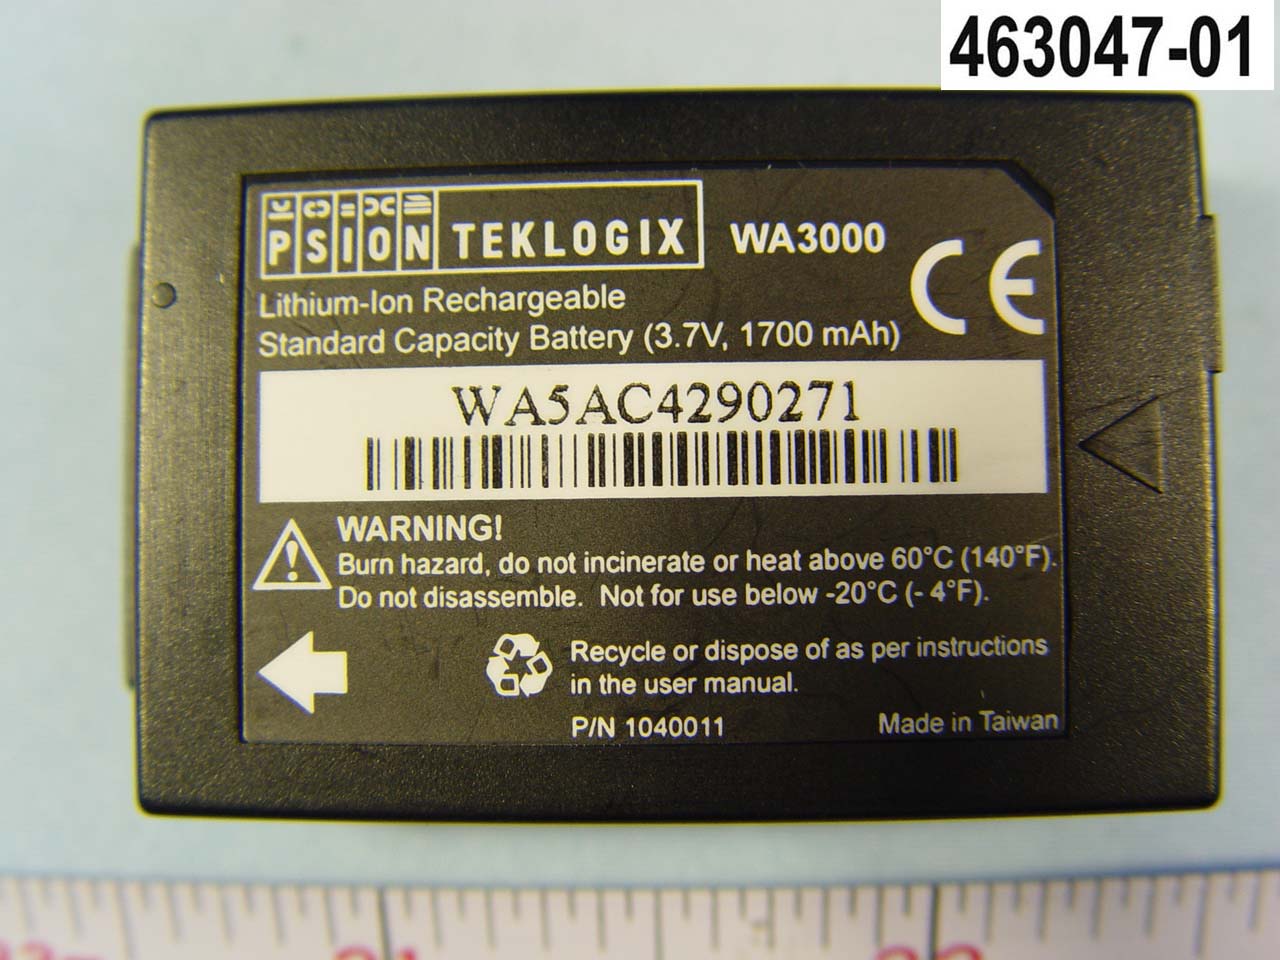 463047-01
PSION TEKLOGIX WA3000
Lithium-Ion Rechargeable
Standard Capacity Battery (3.7V, 1700 mAh)
CE
WA5AC4290271
WARNING!
Burn hazard, do not incinerate or heat above 60°C (140°F).
Do not disassemble. Not for use below -20°C (- 4°F).
Recycle or dispose of as per instructions
in the user manual.
P/N 1040011 Made in Taiwan